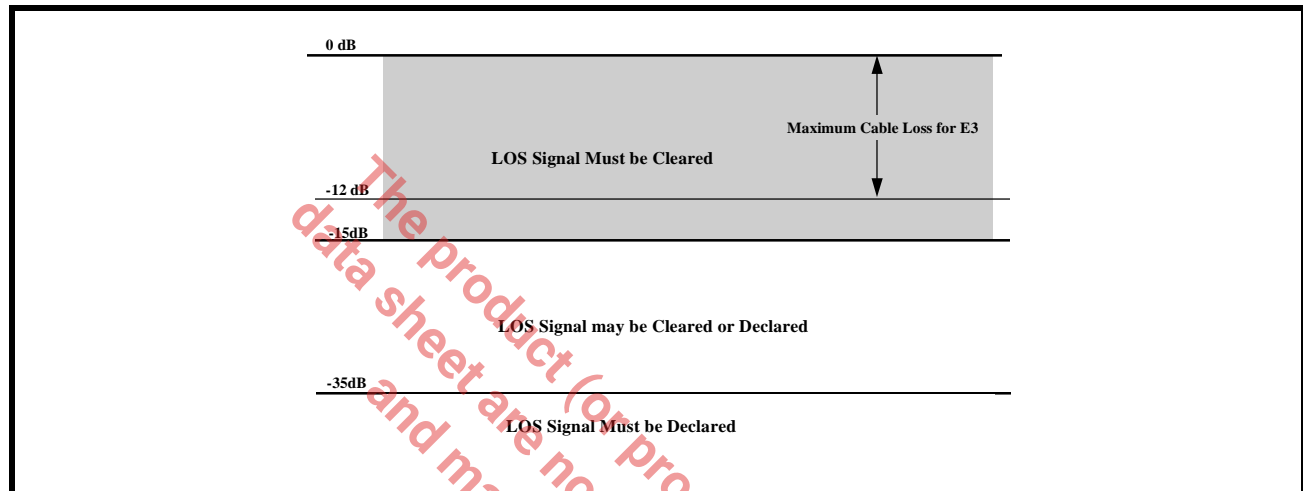 0 dB
Maximum Cable Loss for E3
LOS Signal Must be Cleared
-12 dB
-15dB
LOS Signal may be Cleared or Declared
-35dB
LOS Signal Must be Declared
The product (or pro
data sheet are no
and ma